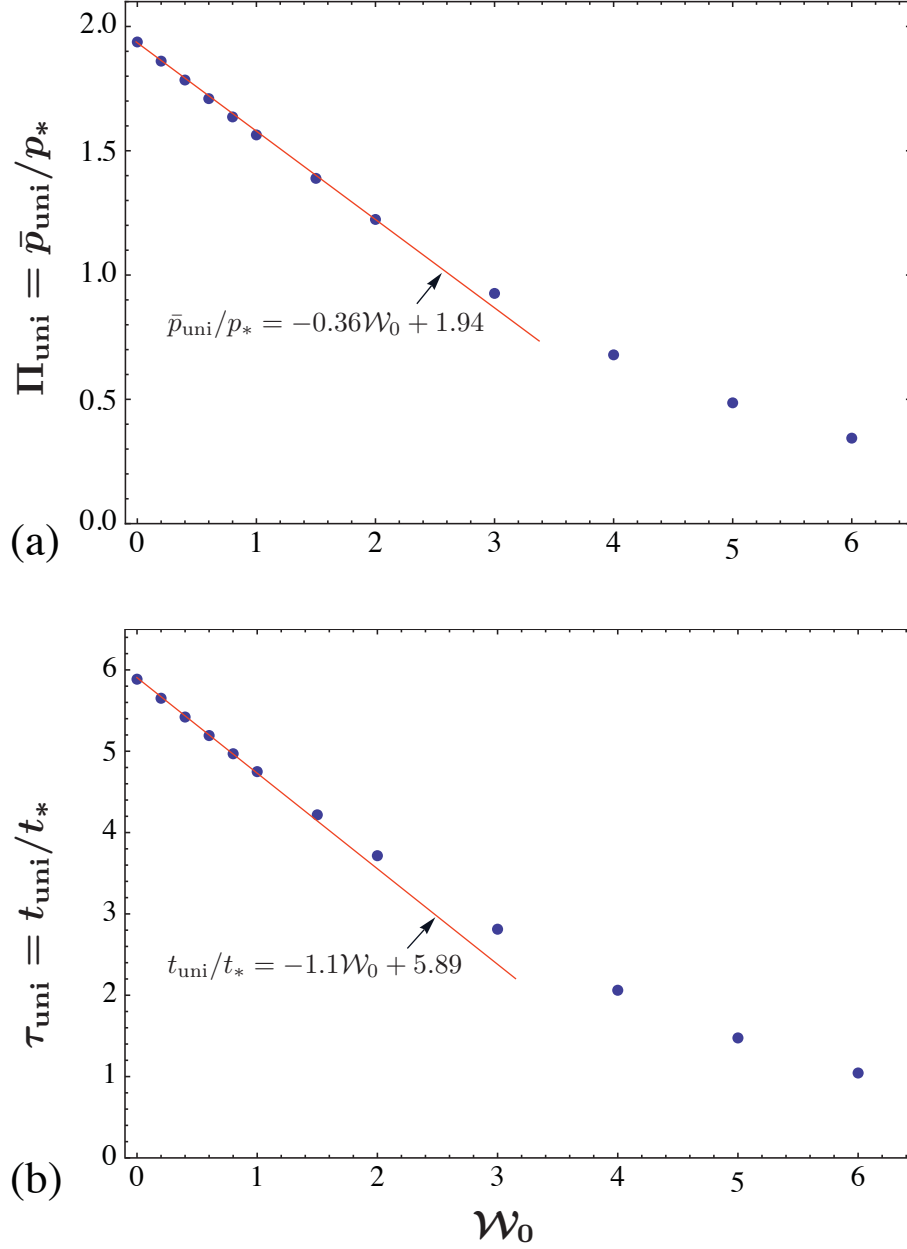 2.0
1.5
1.0
0.5
0.0
Π_uni = p̄_uni/p_*
p̄_uni/p_* = −0.36𝒲_0 + 1.94
(a)
0 1 2 3 4 5 6
6
5
4
3
2
1
0
τ_uni = t_uni/t_*
t_uni/t_* = −1.1𝒲_0 + 5.89
(b)
0 1 2 3 4 5 6
𝒲_0